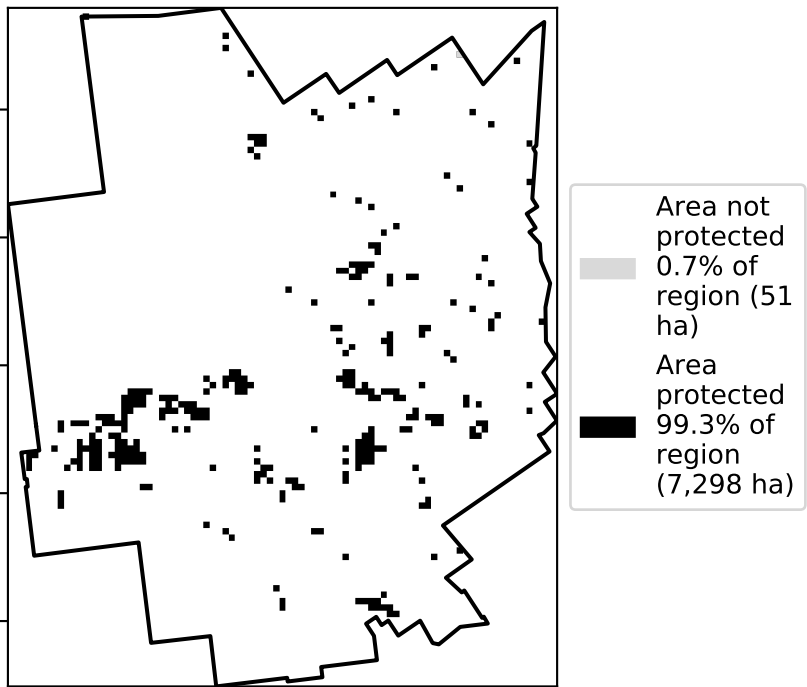 Area not
protected
0.7% of
region (51
ha)
Area
protected
99.3% of
region
(7,298 ha)